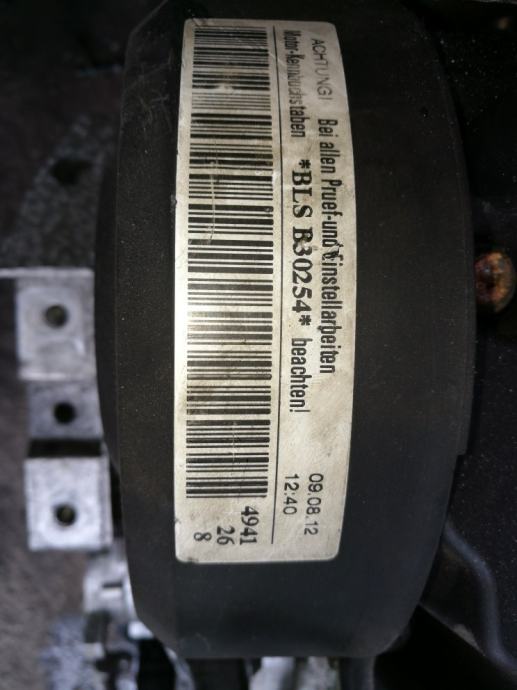 ACHTUNG! Bei allen Pruef-und Einstellarbeiten
Motor-Kennbuchstaben *BLS B30254* beachten!
09.08.12
12:40
4941
26
8